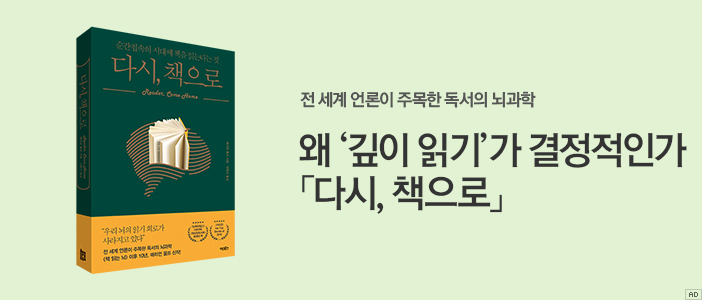 순간접속의 시대에 책을 읽는다는 것
다시, 책으로
Reader, Come Home
다시, 책으로
"우리 뇌의 읽기 회로가
사라지고 있다"
전 세계 언론이 주목한 독서의 뇌과학
《책 읽는 뇌》 이후 10년, 매리언 울프 신작!
전 세계 언론이 주목한 독서의 뇌과학
왜 ‘깊이 읽기’가 결정적인가
「다시, 책으로」
AD